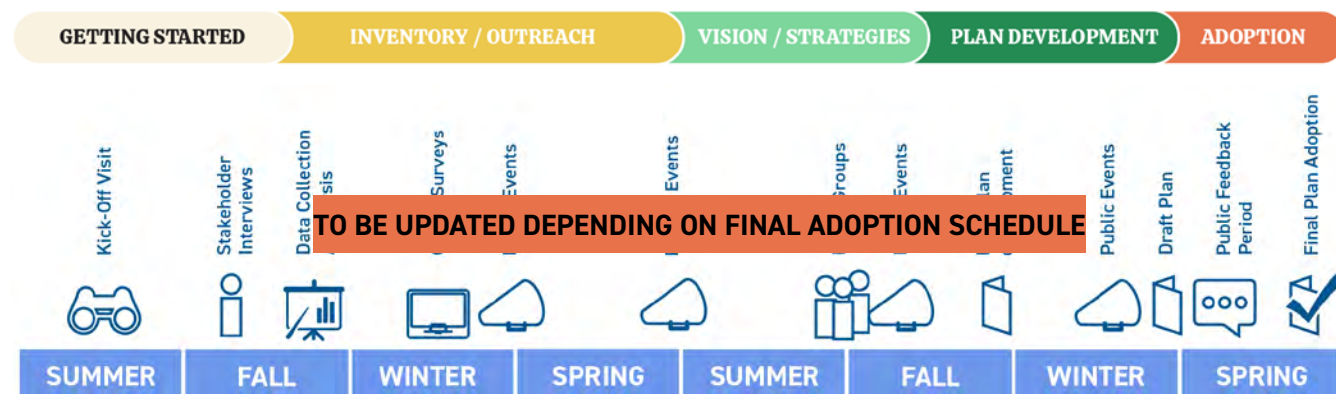 GETTING STARTED
INVENTORY / OUTREACH
VISION / STRATEGIES
PLAN DEVELOPMENT
ADOPTION
Kick-Off Visit
Stakeholder
Interviews
Data Collection
Surveys
Events
Events
Groups
Events
Public Events
Draft Plan
Public Feedback
Period
Final Plan Adoption
TO BE UPDATED DEPENDING ON FINAL ADOPTION SCHEDULE
SUMMER
FALL
WINTER
SPRING
SUMMER
FALL
WINTER
SPRING